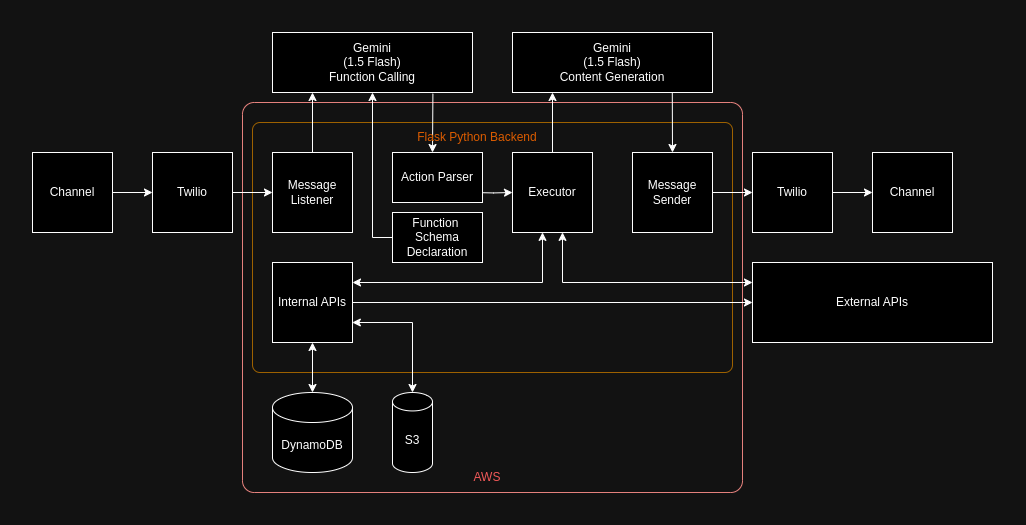 Gemini
(1.5 Flash)
Function Calling
Gemini
(1.5 Flash)
Content Generation
Flask Python Backend
Channel
Twilio
Message
Listener
Action Parser
Function
Schema
Declaration
Executor
Message
Sender
Twilio
Channel
Internal APIs
External APIs
DynamoDB
S3
AWS